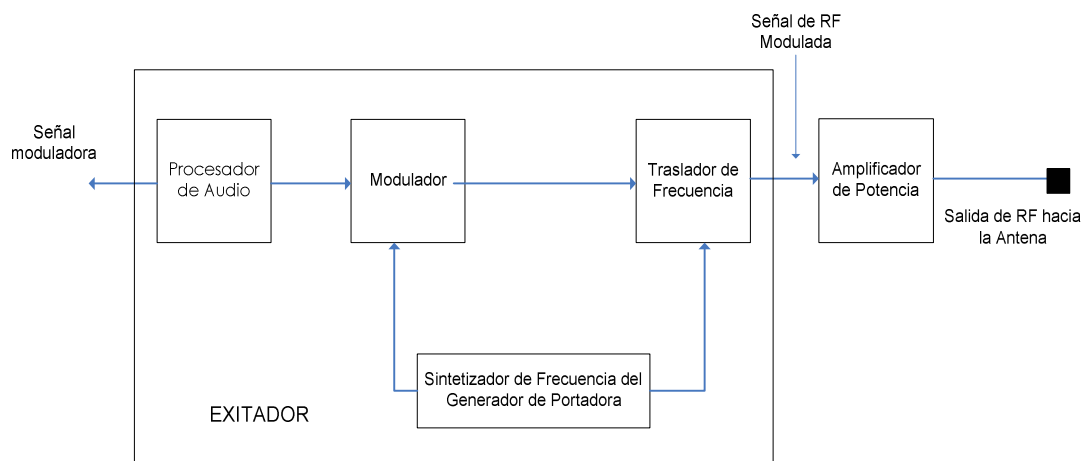 Señal de RF
Modulada
Señal
moduladora
Procesador
de Audio
Modulador
Traslador de
Frecuencia
Amplificador
de Potencia
Salida de RF hacia
la Antena
Sintetizador de Frecuencia del
Generador de Portadora
EXITADOR